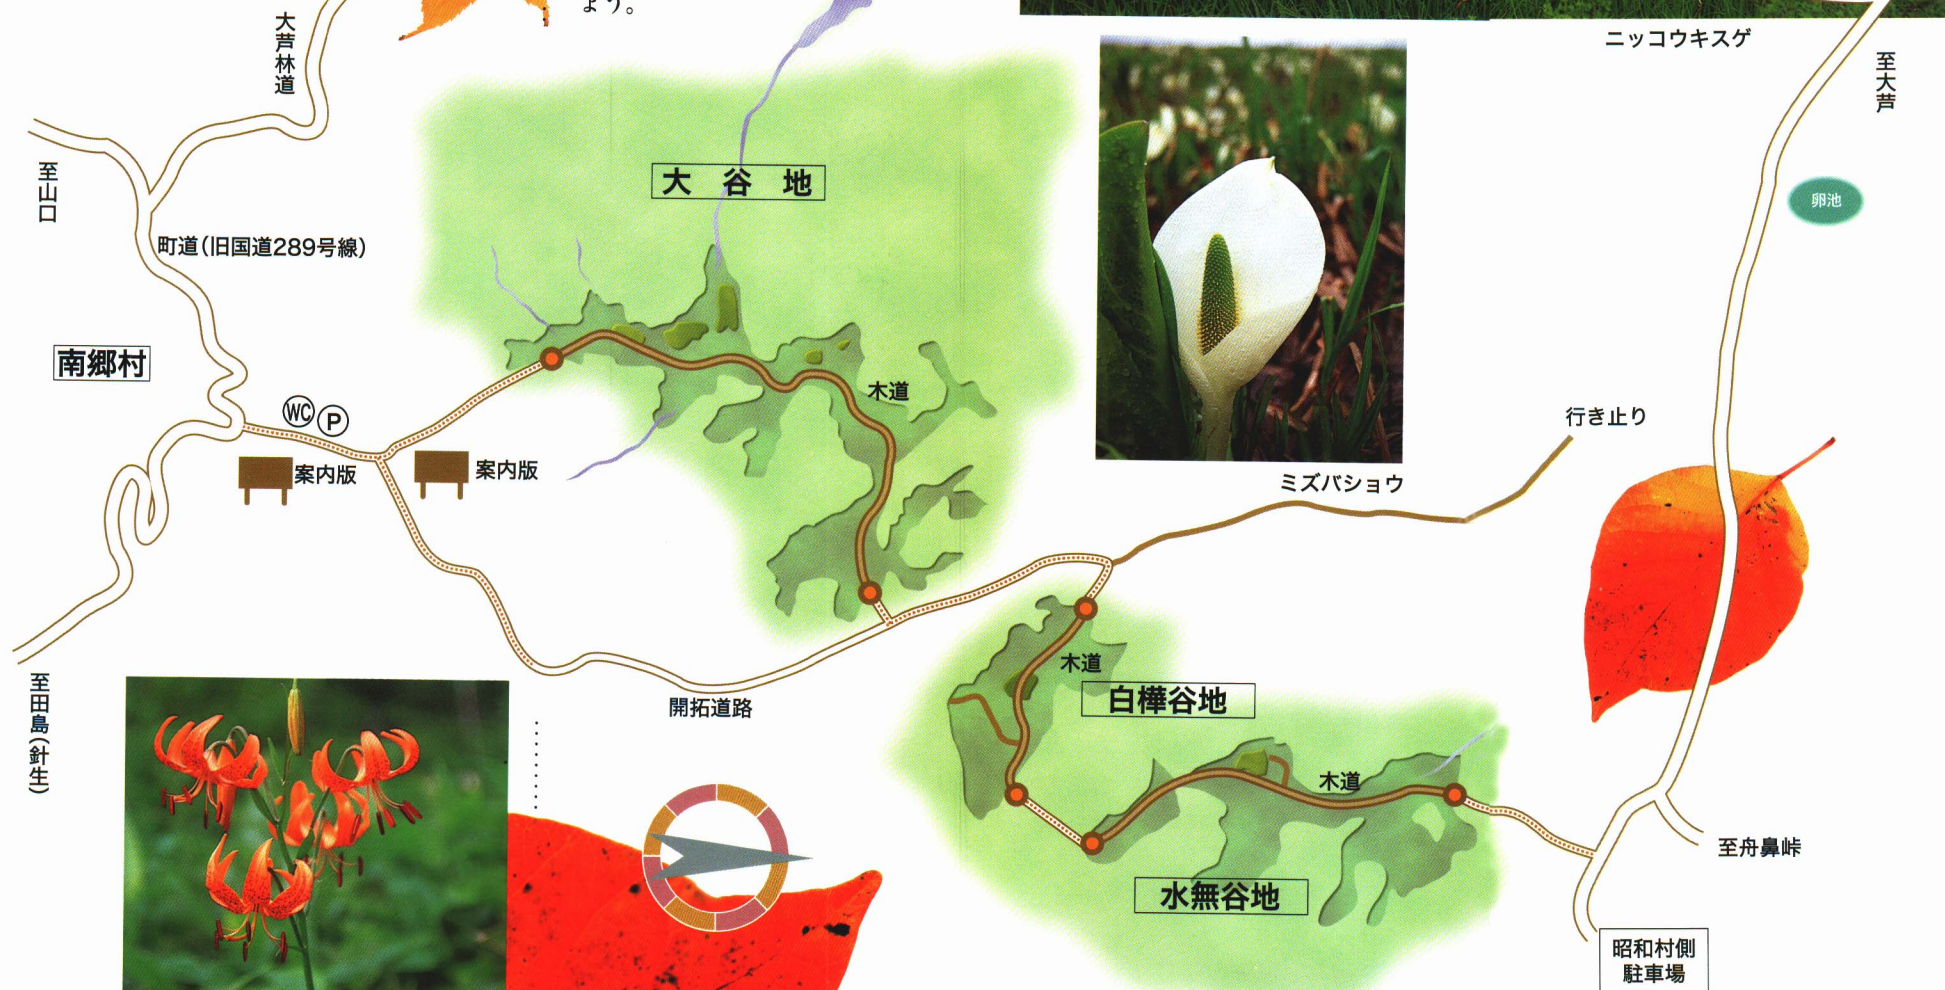 ょう。
大芦林道
ニッコウキスゲ
至大芦
至山口
大谷地
卵池
町道(旧国道289号線)
南郷村
木道
WC
P
行き止り
案内版
案内版
ミズバショウ
木道
至田島(針生)
白樺谷地
開拓道路
木道
至舟鼻峠
水無谷地
昭和村側
駐車場